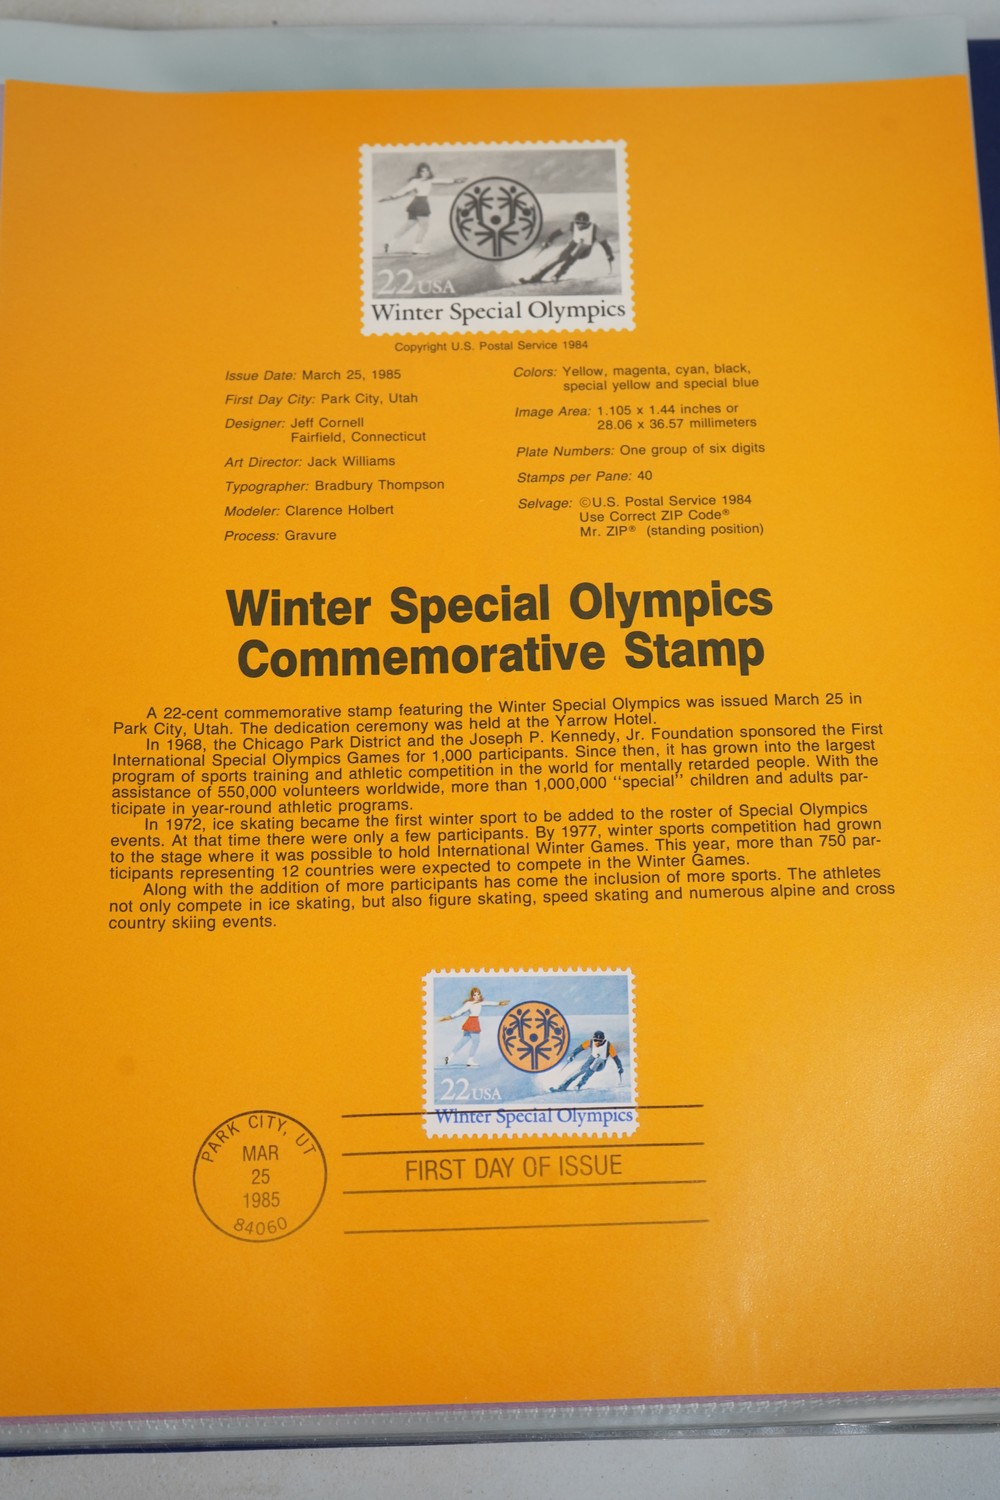 22 USA
Winter Special Olympics
Copyright U.S. Postal Service 1984
Issue Date: March 25, 1985
First Day City: Park City, Utah
Designer: Jeff Cornell
Fairfield, Connecticut
Art Director: Jack Williams
Typographer: Bradbury Thompson
Modeler: Clarence Holbert
Process: Gravure
Colors: Yellow, magenta, cyan, black,
special yellow and special blue
Image Area: 1.105 x 1.44 inches or
28.06 x 36.57 millimeters
Plate Numbers: One group of six digits
Stamps per Pane: 40
Selvage: ©U.S. Postal Service 1984
Use Correct ZIP Code®
Mr. ZIP® (standing position)
Winter Special Olympics
Commemorative Stamp
A 22-cent commemorative stamp featuring the Winter Special Olympics was issued March 25 in
Park City, Utah. The dedication ceremony was held at the Yarrow Hotel.
In 1968, the Chicago Park District and the Joseph P. Kennedy, Jr. Foundation sponsored the First
International Special Olympics Games for 1,000 participants. Since then, it has grown into the largest
program of sports training and athletic competition in the world for mentally retarded people. With the
assistance of 550,000 volunteers worldwide, more than 1,000,000 "special" children and adults par-
ticipate in year-round athletic programs.
In 1972, ice skating became the first winter sport to be added to the roster of Special Olympics
events. At that time there were only a few participants. By 1977, winter sports competition had grown
to the stage where it was possible to hold International Winter Games. This year, more than 750 par-
ticipants representing 12 countries were expected to compete in the Winter Games.
Along with the addition of more participants has come the inclusion of more sports. The athletes
not only compete in ice skating, but also figure skating, speed skating and numerous alpine and cross
country skiing events.
22 USA
Winter Special Olympics
PARK CITY, UT
MAR
25
1985
84060
FIRST DAY OF ISSUE